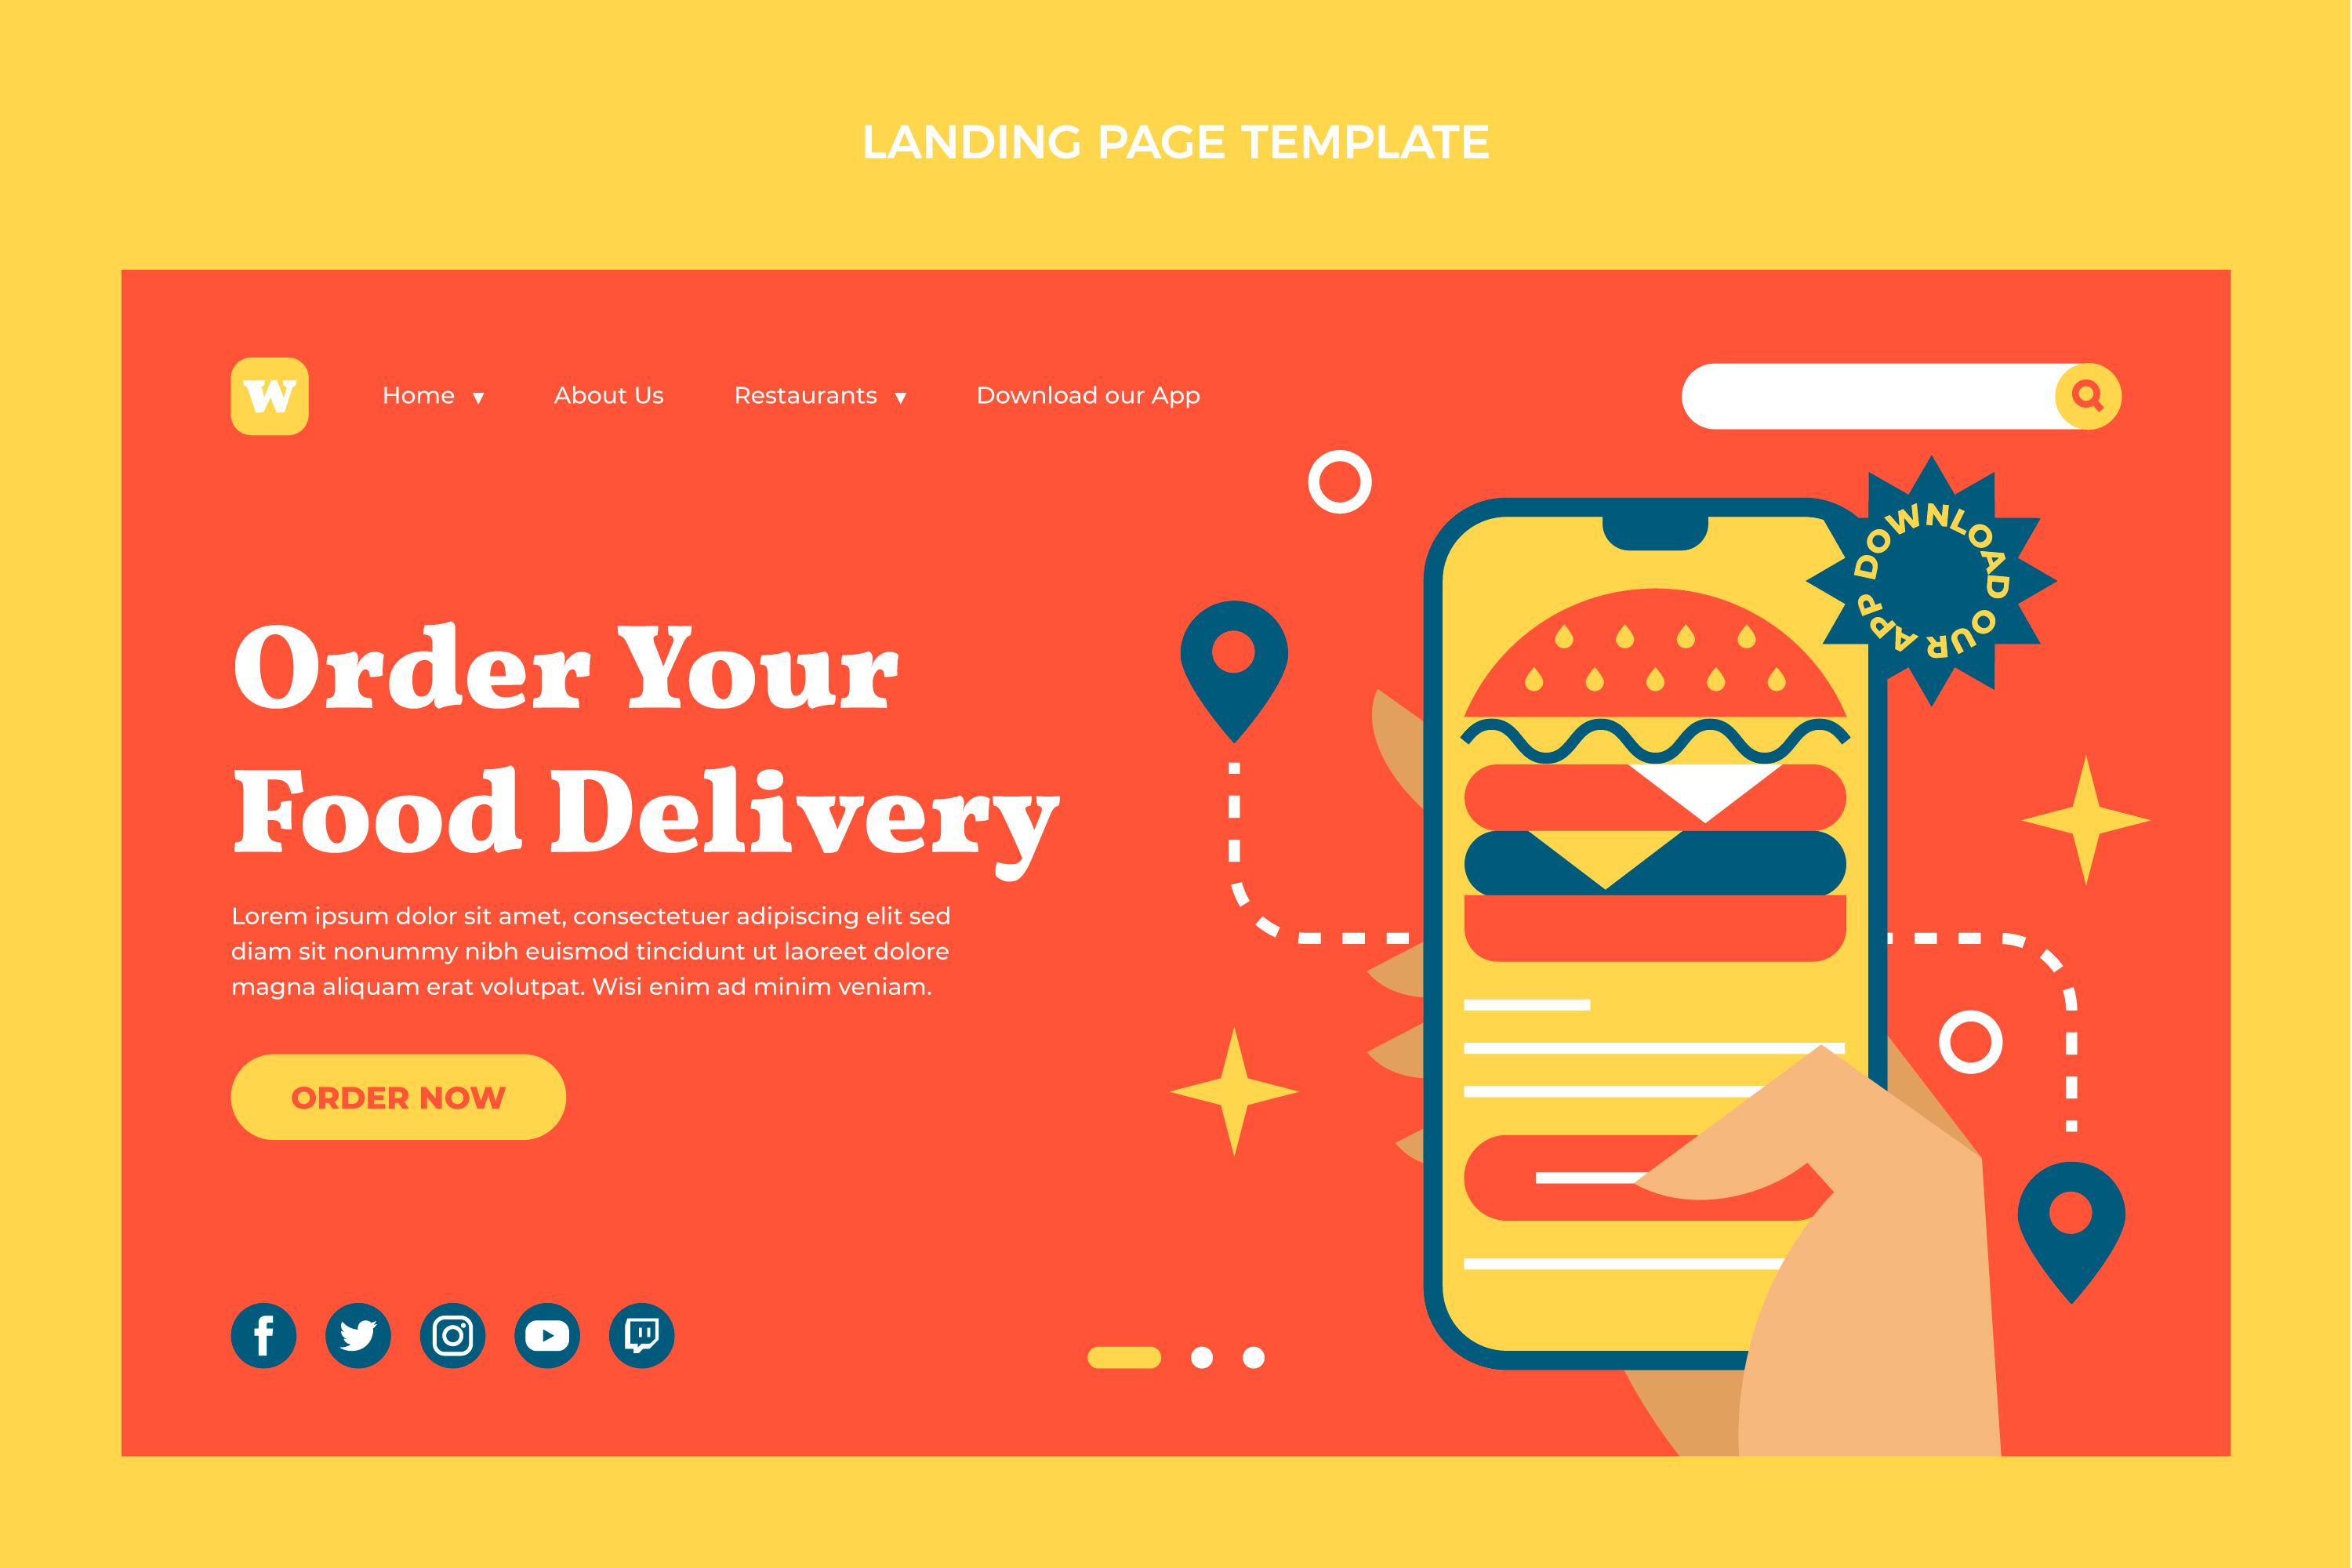 LANDING PAGE TEMPLATE
W
Home ▼ About Us Restaurants ▼ Download our App
DOWNLOAD OUR APP
Order Your
Food Delivery
Lorem ipsum dolor sit amet, consectetuer adipiscing elit sed
diam sit nonummy nibh euismod tincidunt ut laoreet dolore
magna aliquam erat volutpat. Wisi enim ad minim veniam.
ORDER NOW